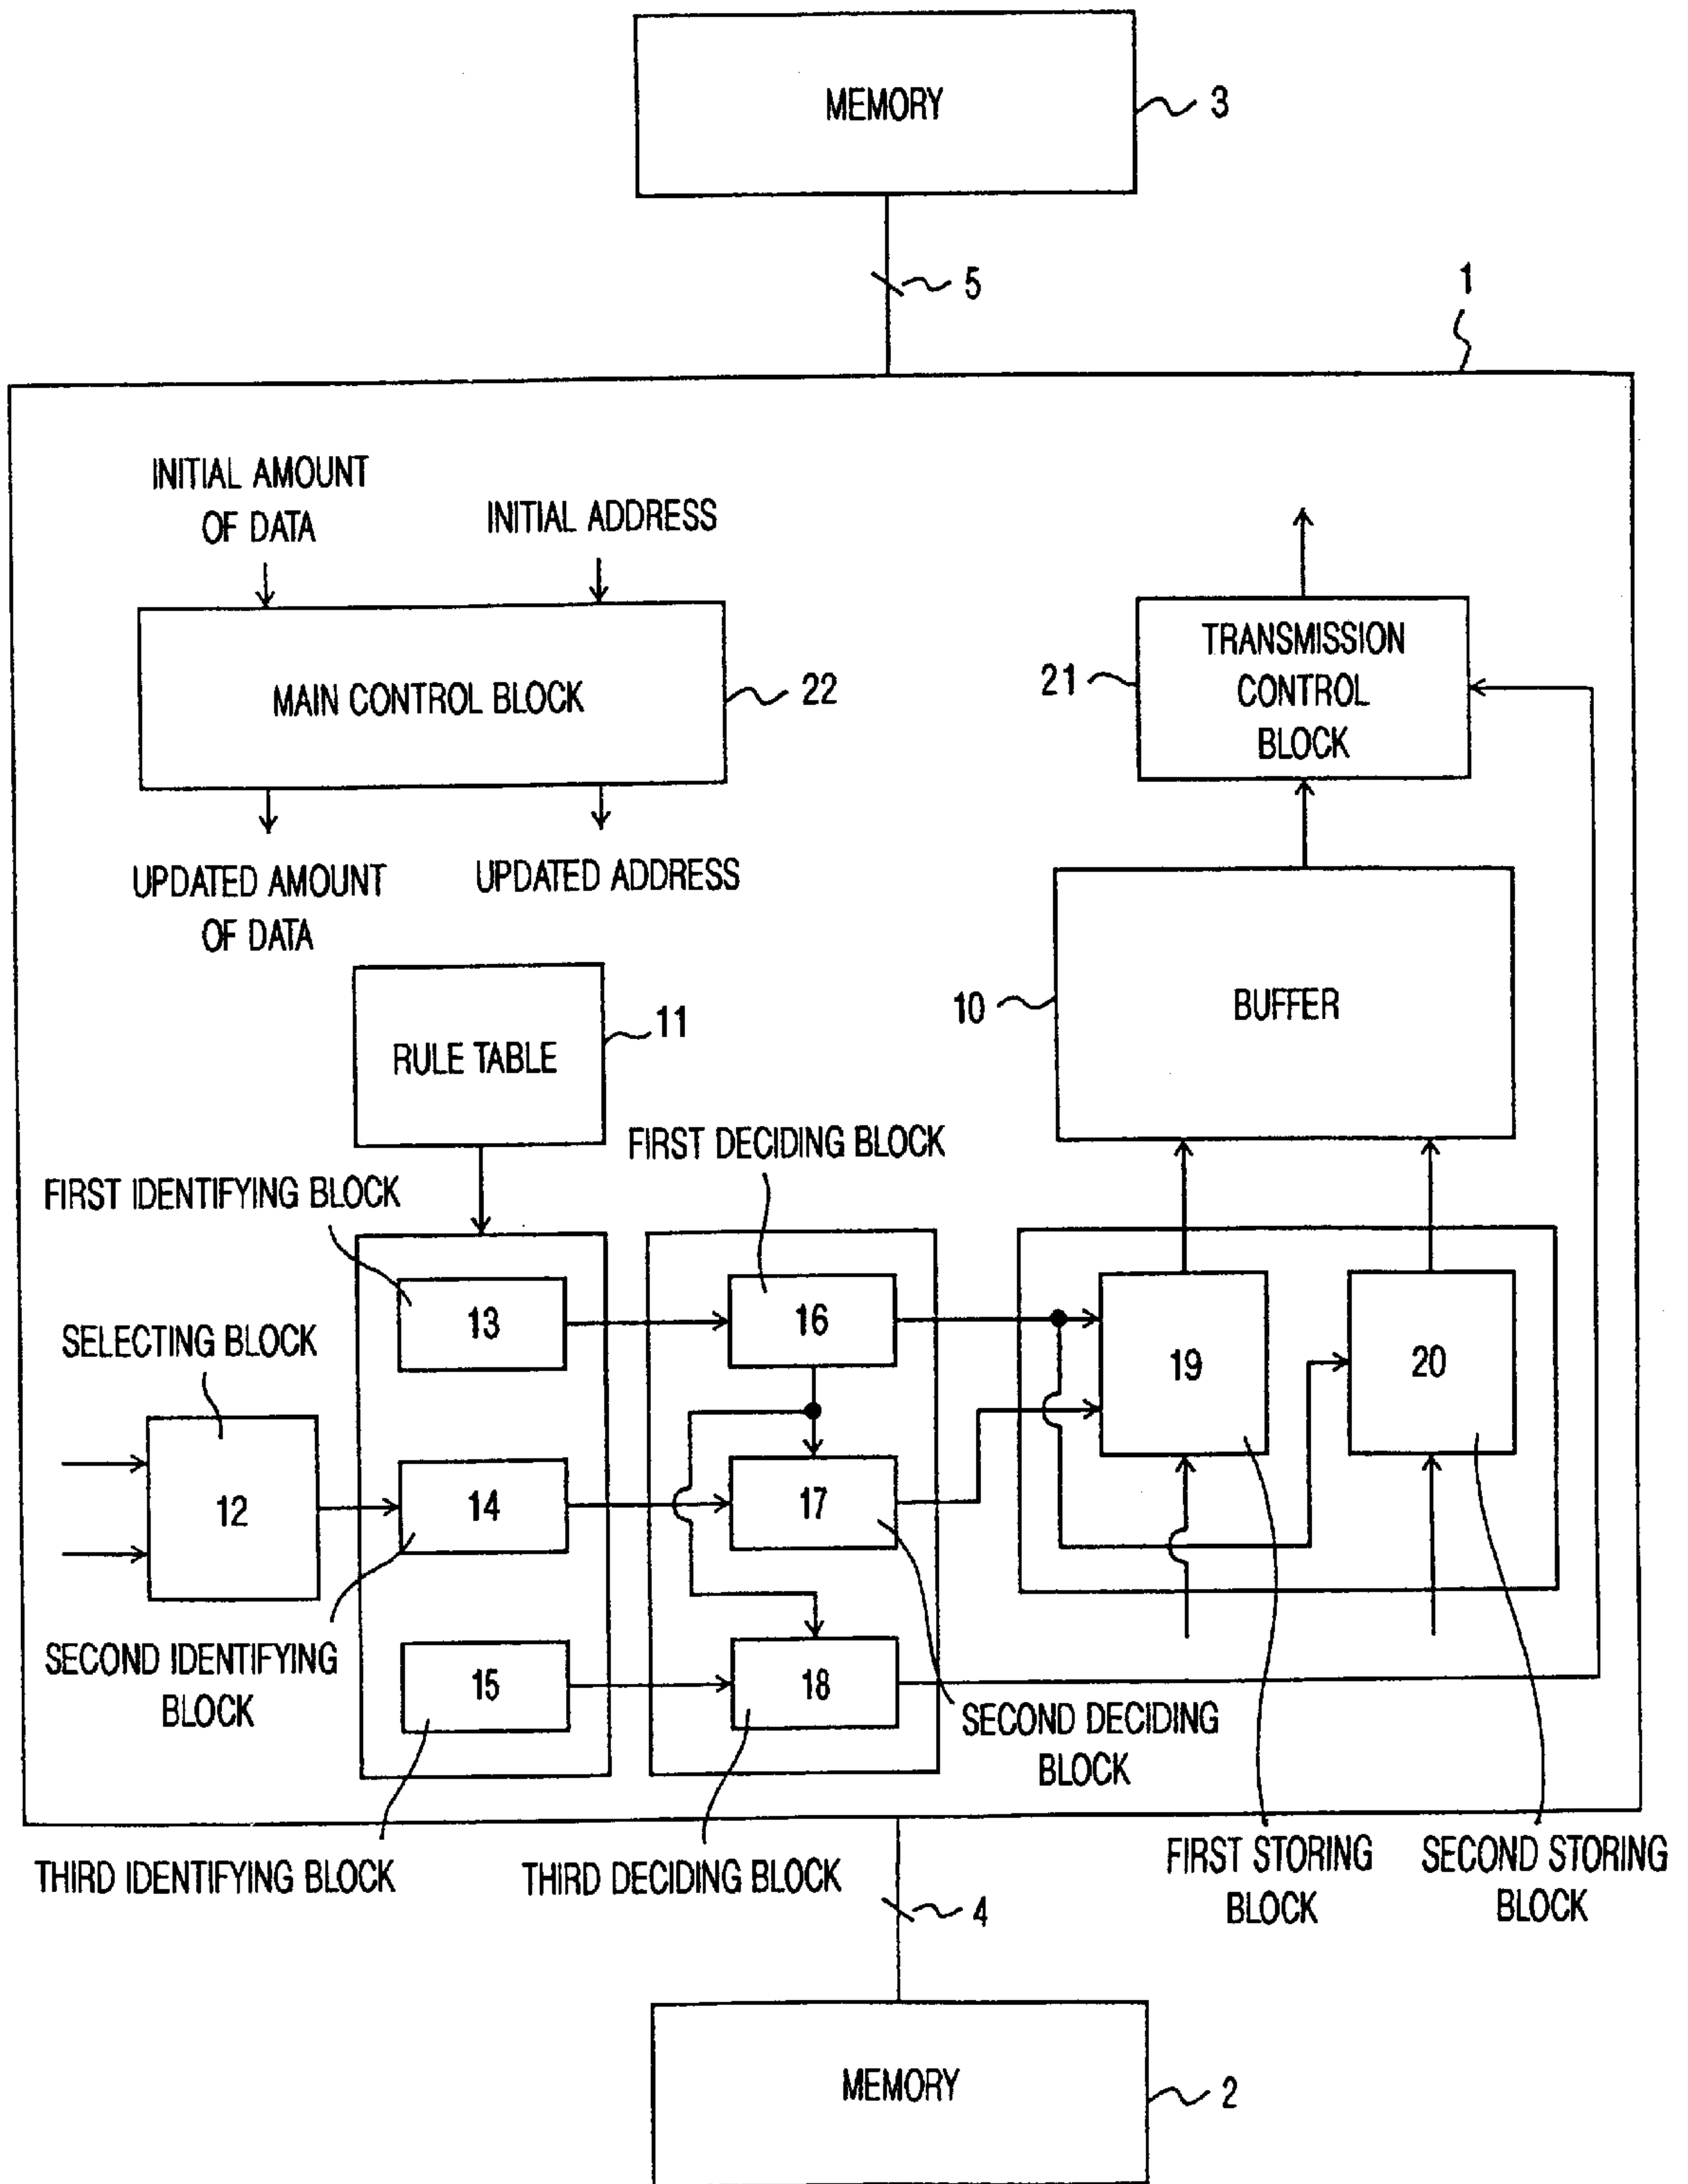 MEMORY
3
5
1
INITIAL AMOUNT
OF DATA
INITIAL ADDRESS
MAIN CONTROL BLOCK
22
UPDATED AMOUNT
OF DATA
UPDATED ADDRESS
TRANSMISSION
CONTROL
BLOCK
21
BUFFER
10
RULE TABLE
11
FIRST DECIDING BLOCK
FIRST IDENTIFYING BLOCK
SELECTING BLOCK
12
13
14
15
16
17
18
19
20
SECOND IDENTIFYING
BLOCK
SECOND DECIDING
BLOCK
THIRD IDENTIFYING BLOCK
THIRD DECIDING BLOCK
FIRST STORING
BLOCK
SECOND STORING
BLOCK
4
MEMORY
2